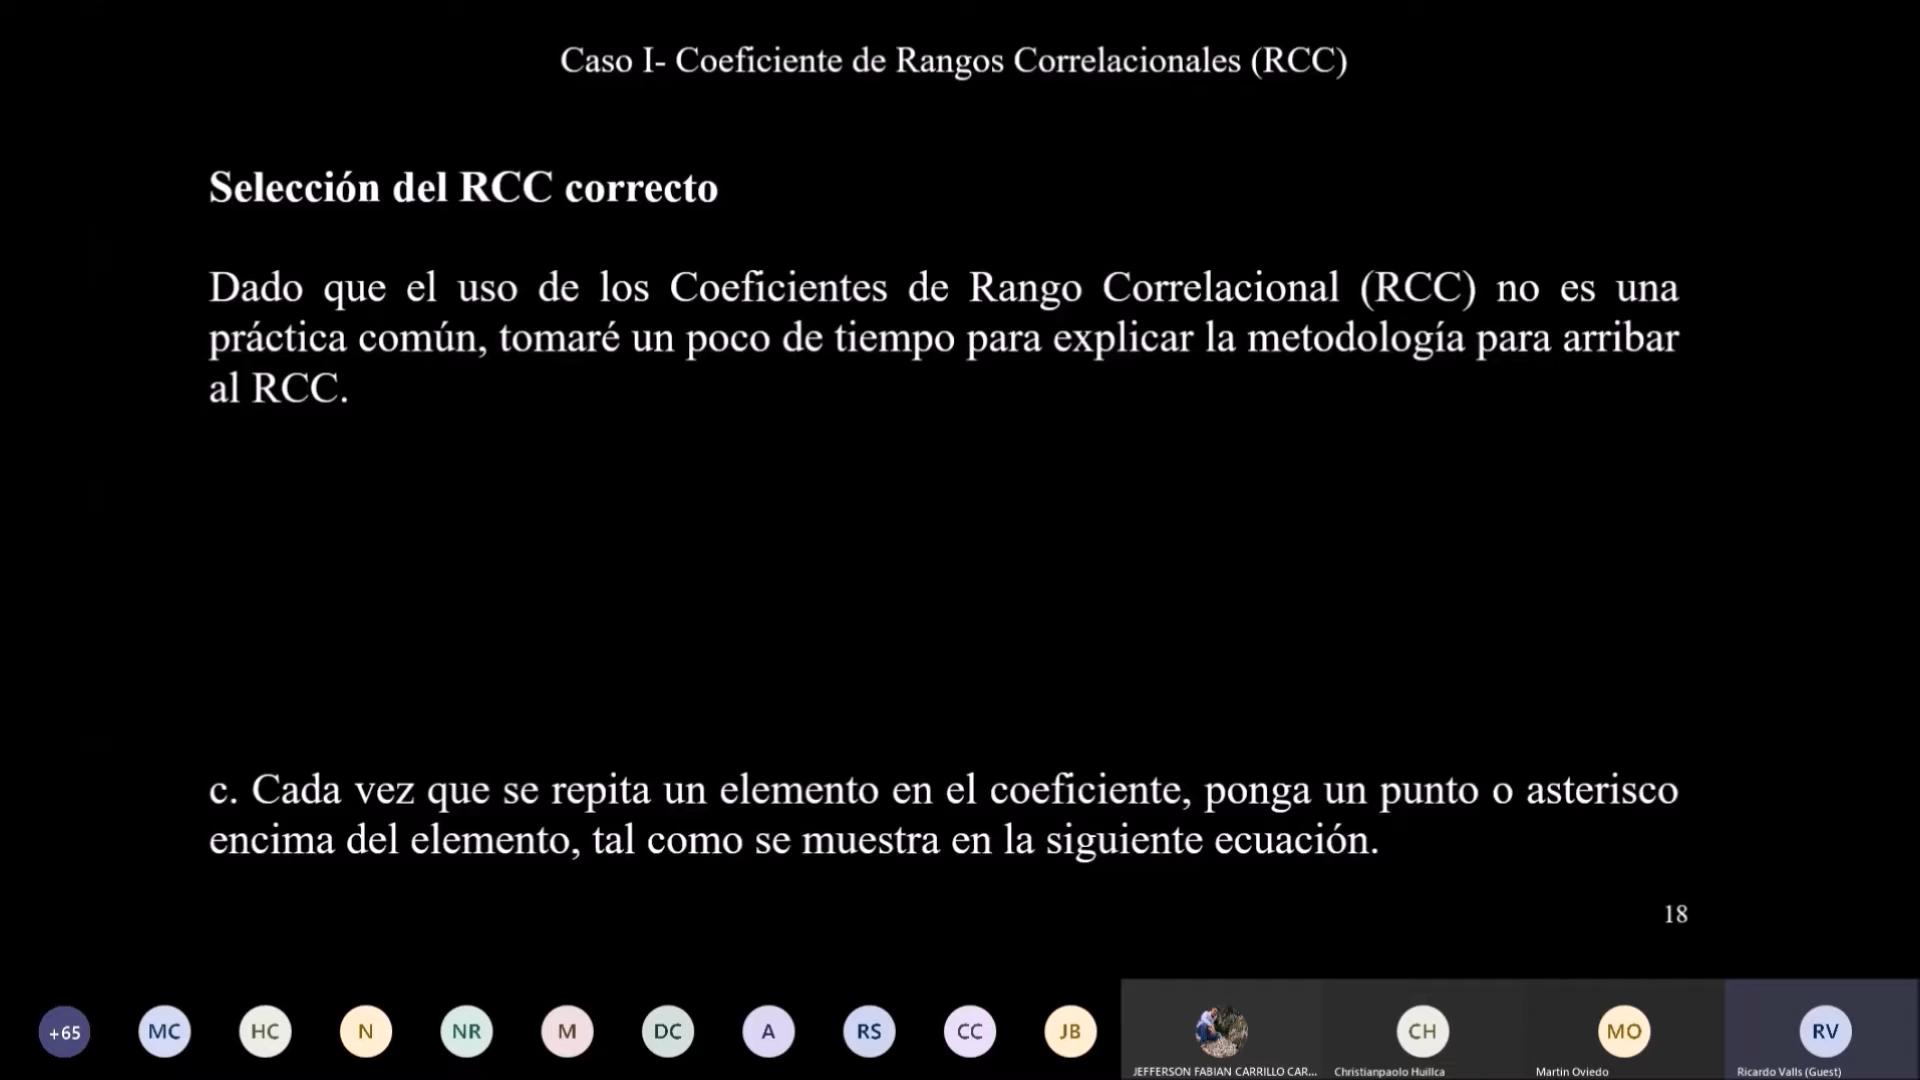 Caso I- Coeficiente de Rangos Correlacionales (RCC)
Selección del RCC correcto
Dado que el uso de los Coeficientes de Rango Correlacional (RCC) no es una
práctica común, tomaré un poco de tiempo para explicar la metodología para arribar
al RCC.
c. Cada vez que se repita un elemento en el coeficiente, ponga un punto o asterisco
encima del elemento, tal como se muestra en la siguiente ecuación.
18
+65 MC HC N NR M DC A RS CC JB CH MO RV
JEFFERSON FABIAN CARRILLO CAR... Christianpaolo Huillca Martin Oviedo Ricardo Valls (Guest)